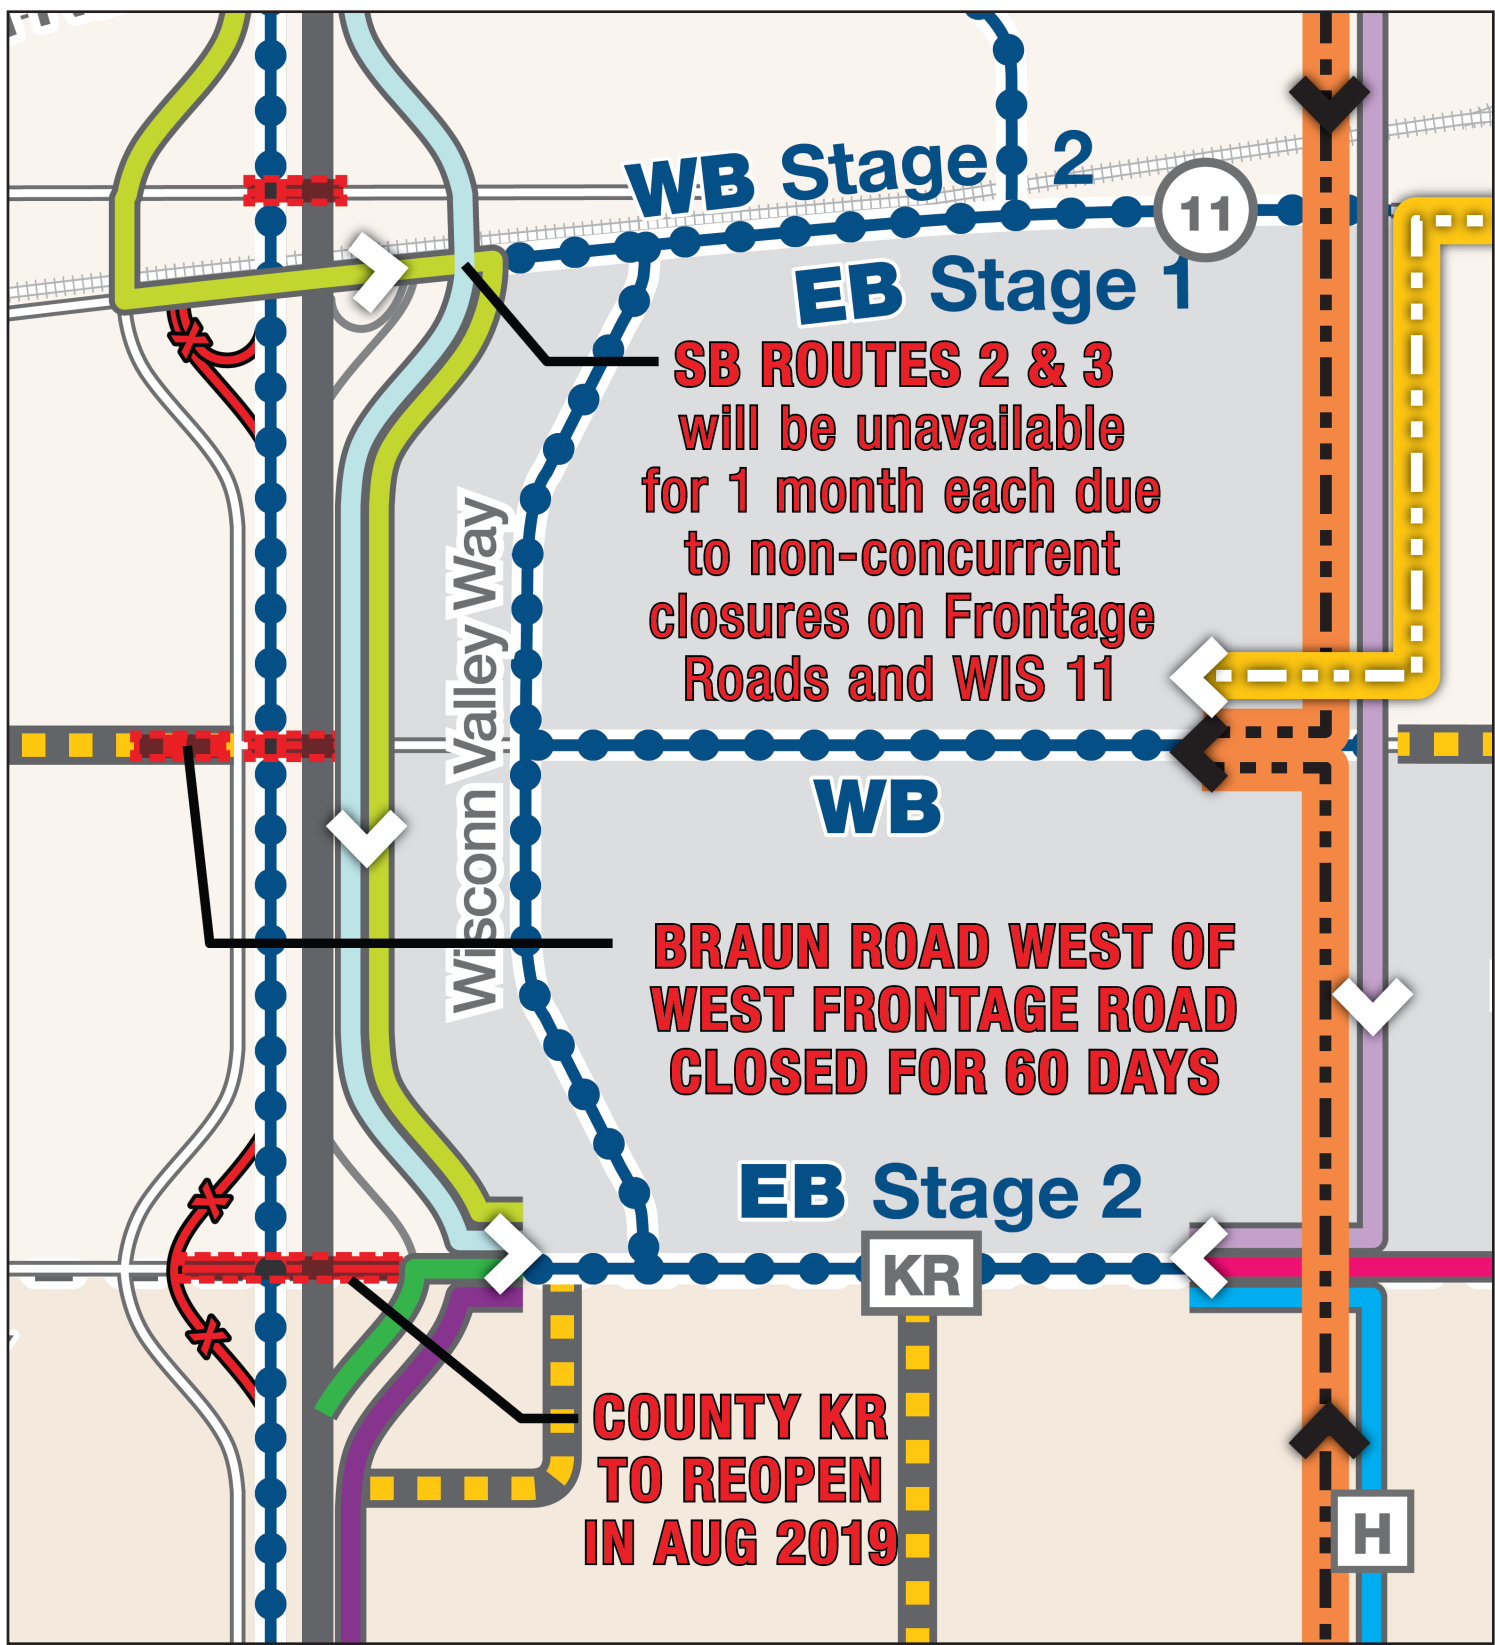 WB Stage 2
11
EB Stage 1
SB ROUTES 2 & 3
will be unavailable
for 1 month each due
to non-concurrent
closures on Frontage
Roads and WIS 11
Wisconn Valley Way
WB
BRAUN ROAD WEST OF
WEST FRONTAGE ROAD
CLOSED FOR 60 DAYS
EB Stage 2
KR
COUNTY KR
TO REOPEN
IN AUG 2019
H